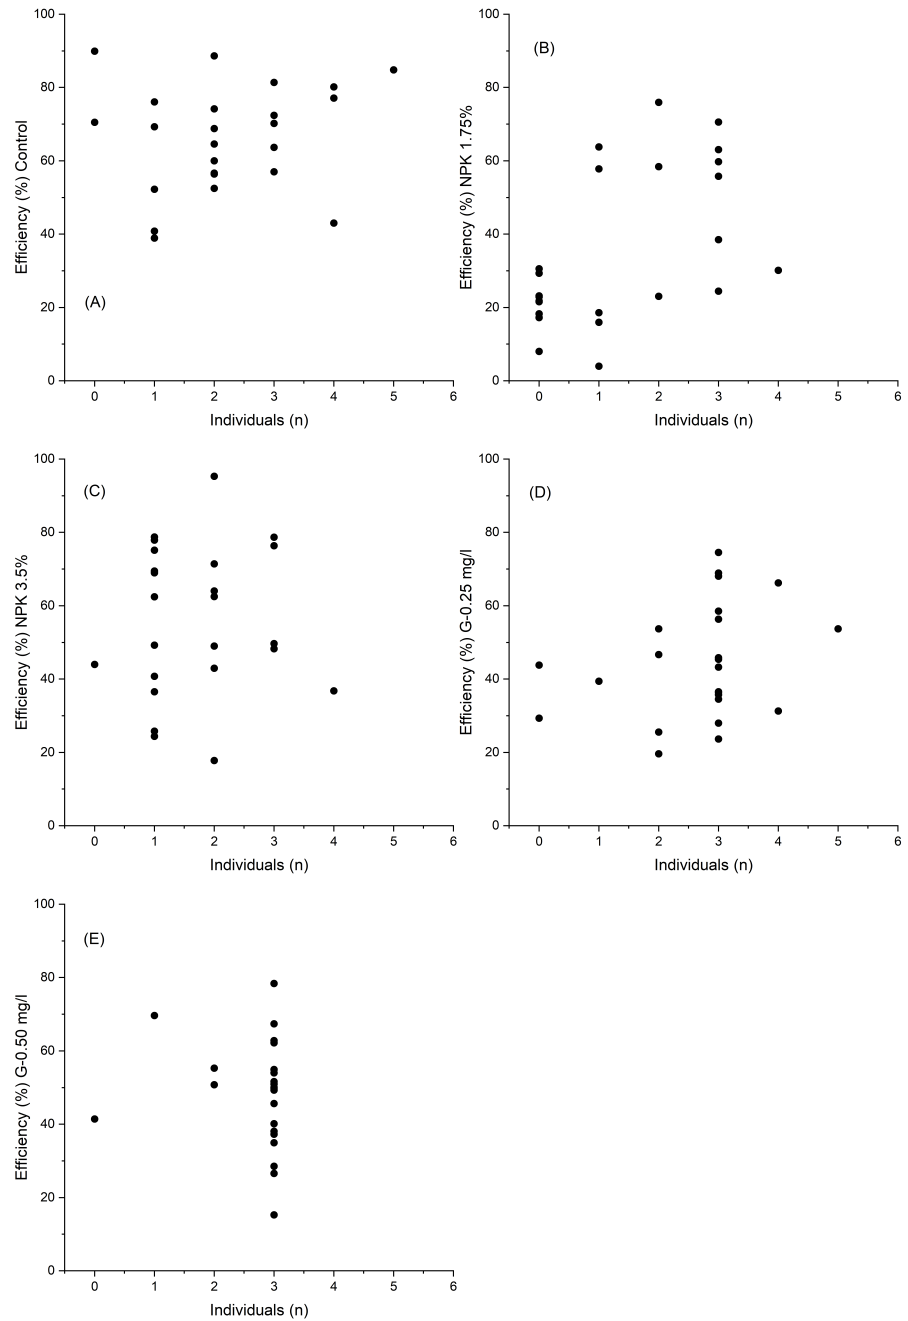 100
80
60
40
20
0
Efficiency (%) Control
(A)
0 1 2 3 4 5 6
Individuals (n)
100
80
60
40
20
0
Efficiency (%) NPK 1.75%
(B)
0 1 2 3 4 5 6
Individuals (n)
100
80
60
40
20
0
Efficiency (%) NPK 3.5%
(C)
0 1 2 3 4 5 6
Individuals (n)
100
80
60
40
20
0
Efficiency (%) G-0.25 mg/l
(D)
0 1 2 3 4 5 6
Individuals (n)
100
80
60
40
20
0
Efficiency (%) G-0.50 mg/l
(E)
0 1 2 3 4 5 6
Individuals (n)